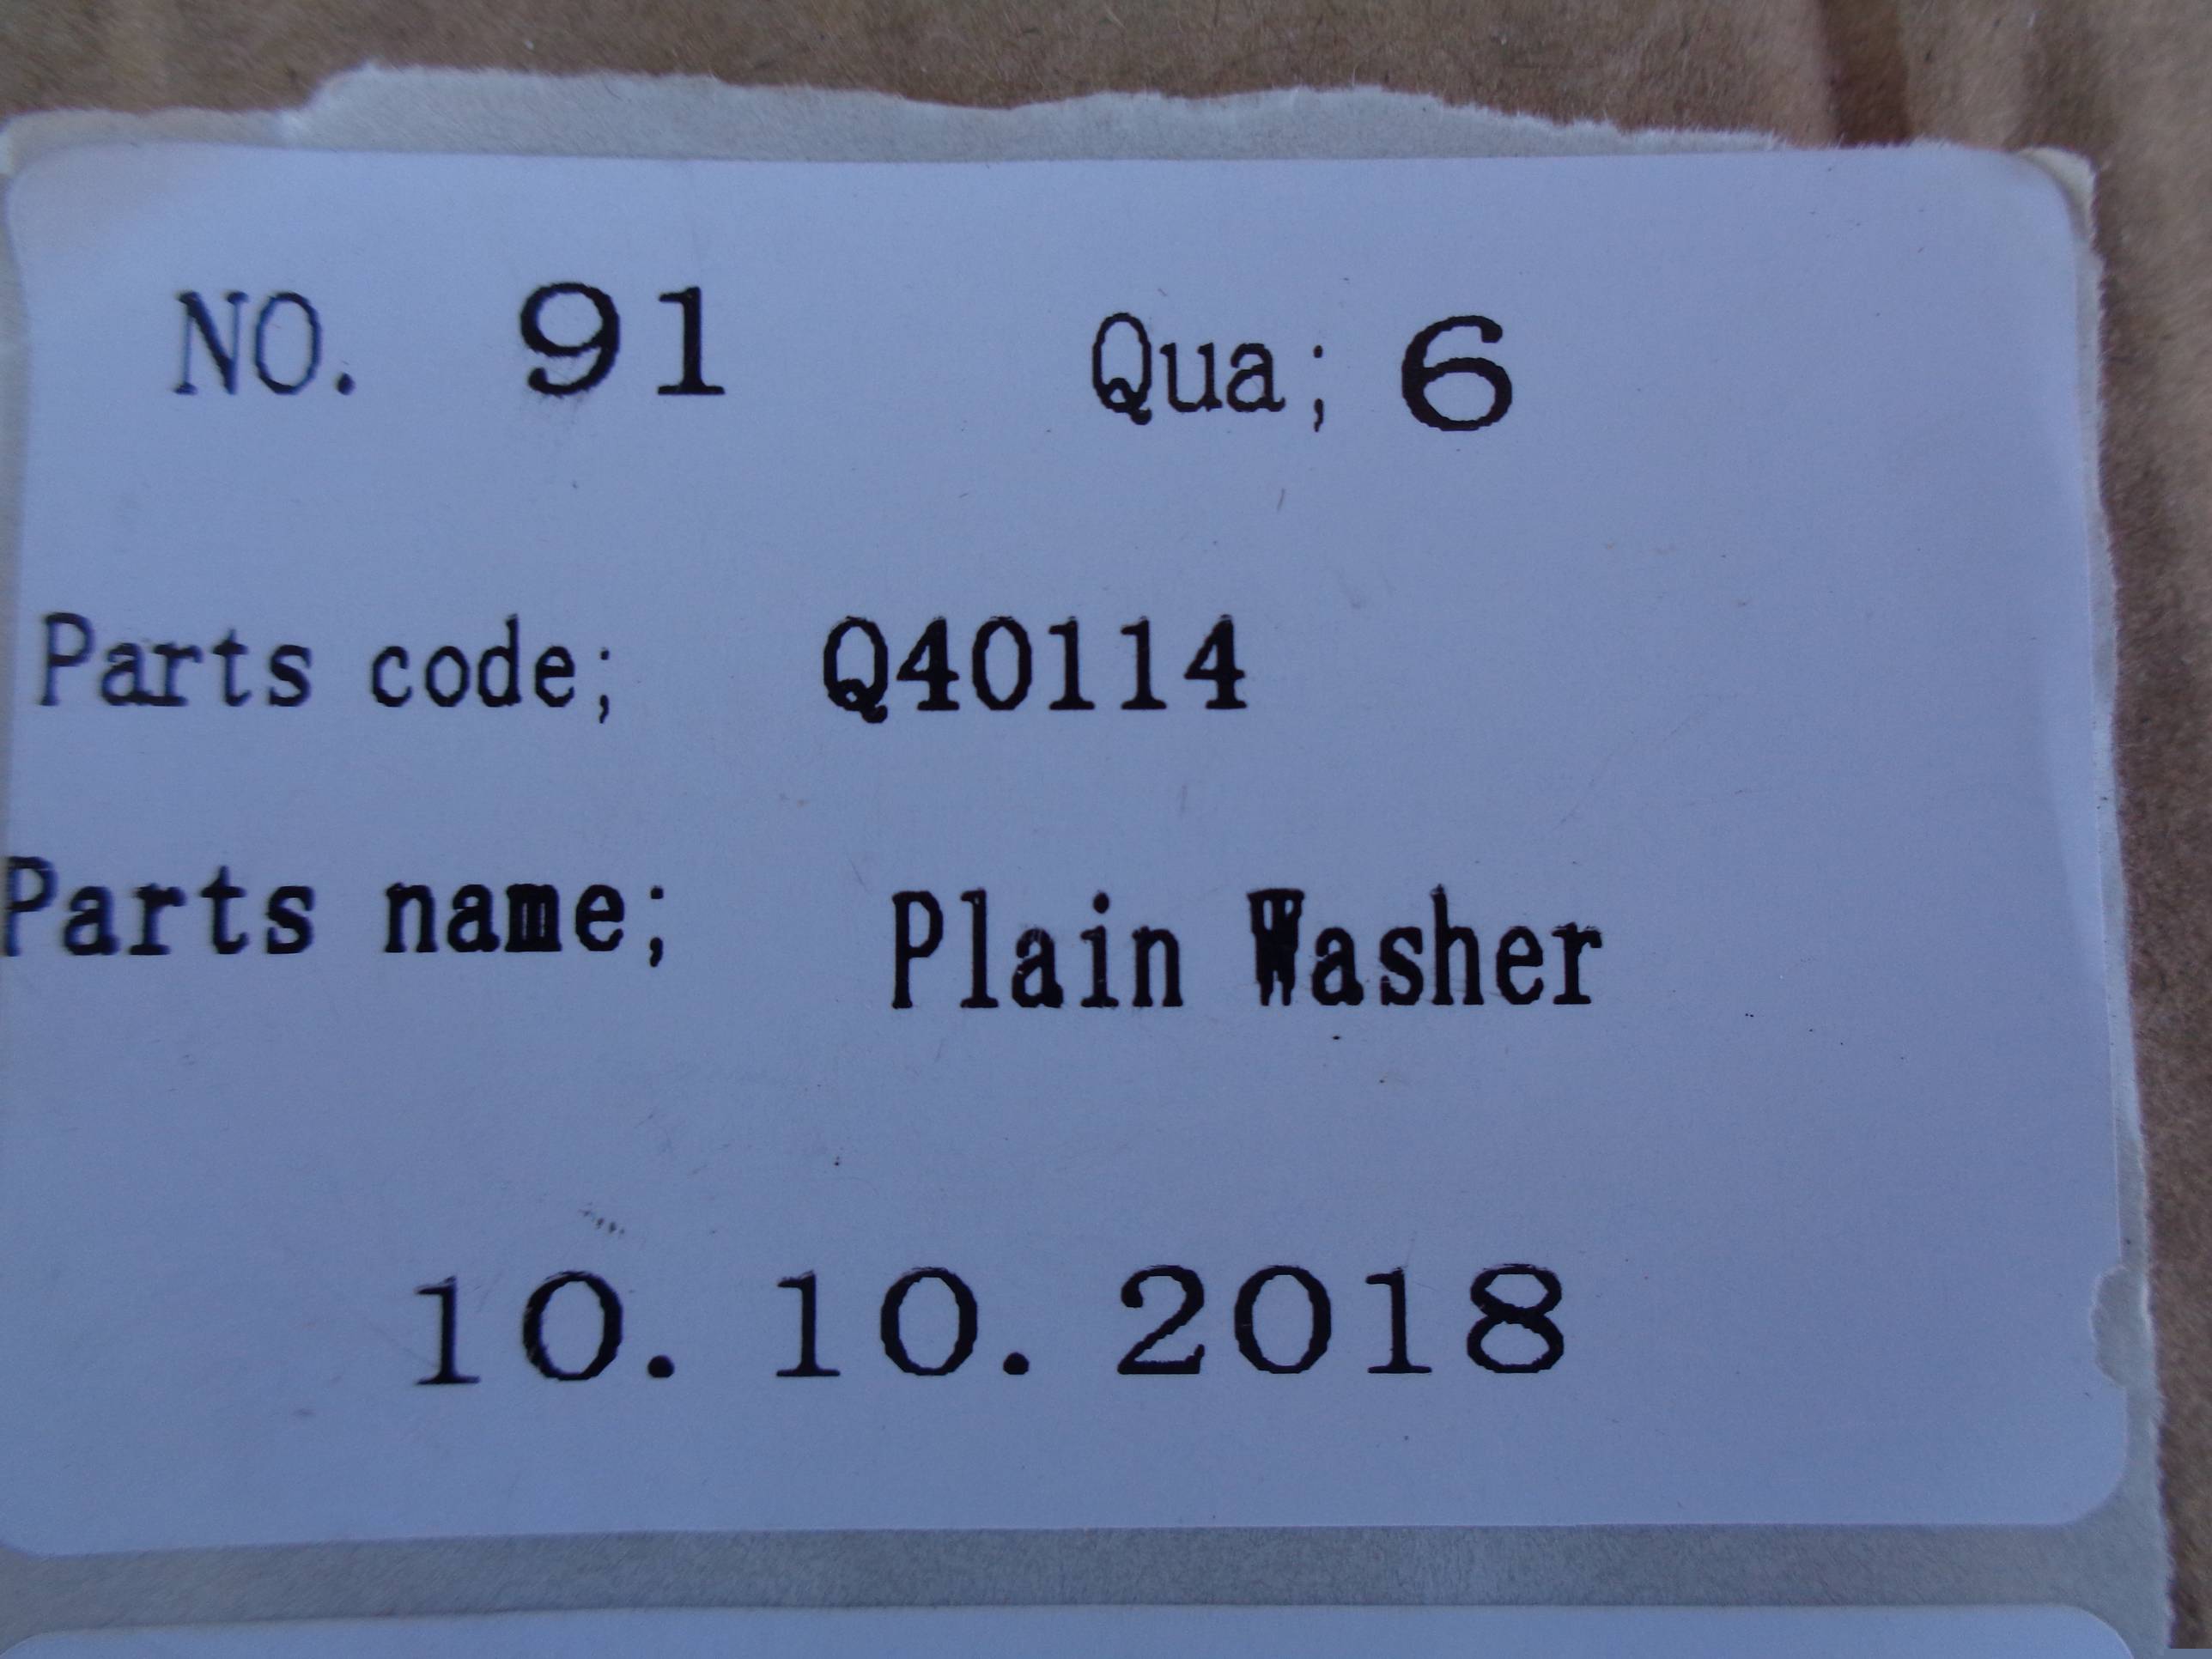 NO. 91 Qua; 6
Parts code; Q40114
Parts name; Plain Washer
10.10.2018